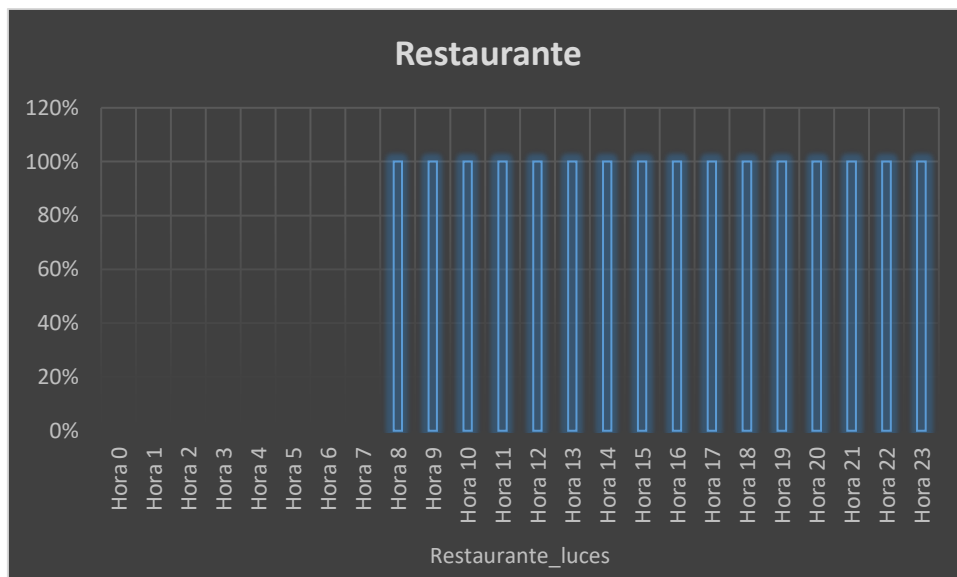 Restaurante
120%
100%
80%
60%
40%
20%
0%
Hora 0
Hora 1
Hora 2
Hora 3
Hora 4
Hora 5
Hora 6
Hora 7
Hora 8
Hora 9
Hora 10
Hora 11
Hora 12
Hora 13
Hora 14
Hora 15
Hora 16
Hora 17
Hora 18
Hora 19
Hora 20
Hora 21
Hora 22
Hora 23
Restaurante_luces